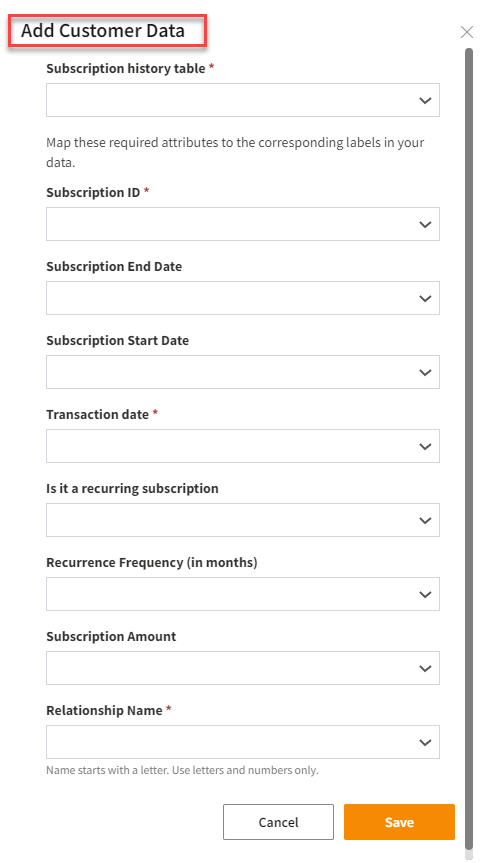 Add Customer Data
Subscription history table *
Map these required attributes to the corresponding labels in your
data.
Subscription ID *
Subscription End Date
Subscription Start Date
Transaction date *
Is it a recurring subscription
Recurrence Frequency (in months)
Subscription Amount
Relationship Name *
Name starts with a letter. Use letters and numbers only.
Cancel Save